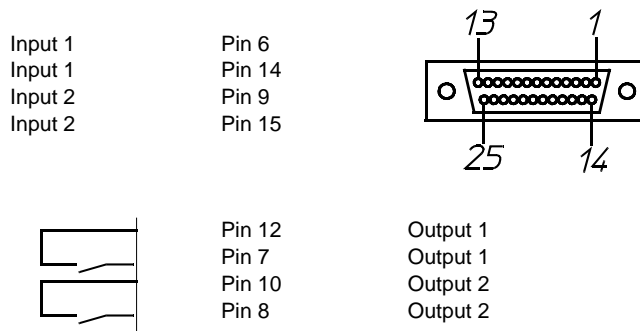 Input 1 Pin 6
Input 1 Pin 14
Input 2 Pin 9
Input 2 Pin 15
13 1
25 14
Pin 12 Output 1
Pin 7 Output 1
Pin 10 Output 2
Pin 8 Output 2